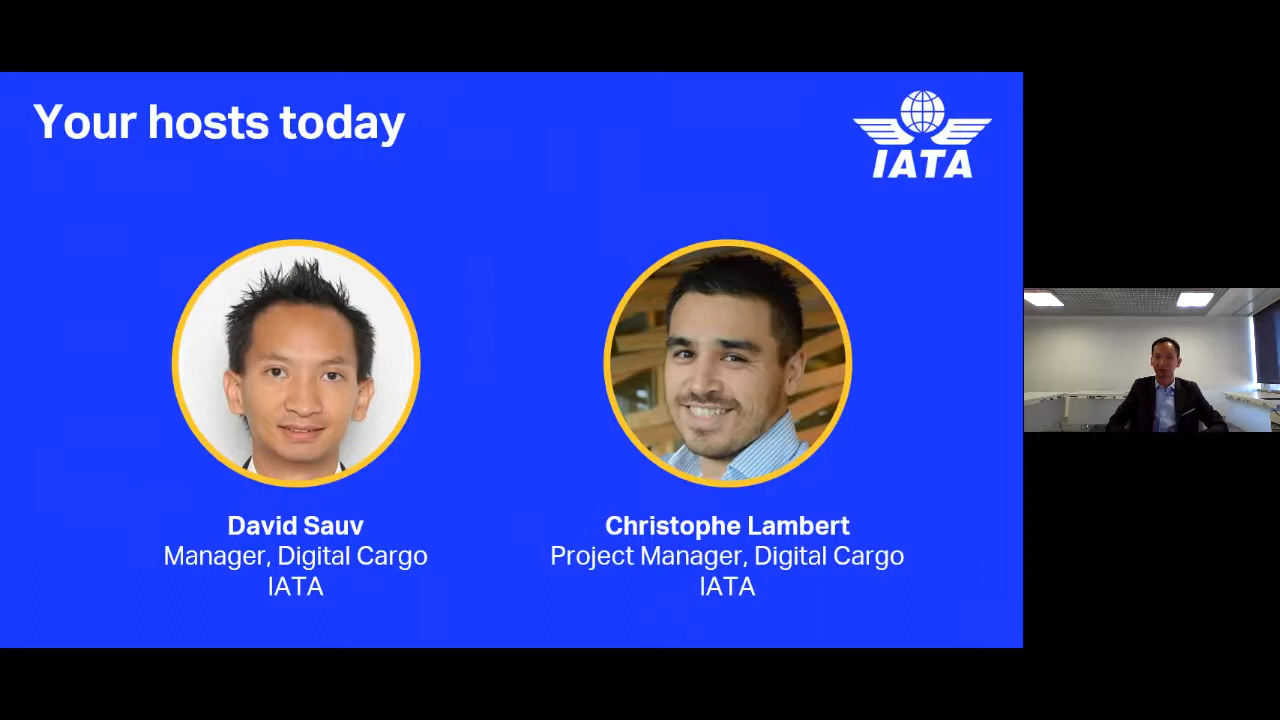 Your hosts today
IATA
David Sauv
Manager, Digital Cargo
IATA
Christophe Lambert
Project Manager, Digital Cargo
IATA